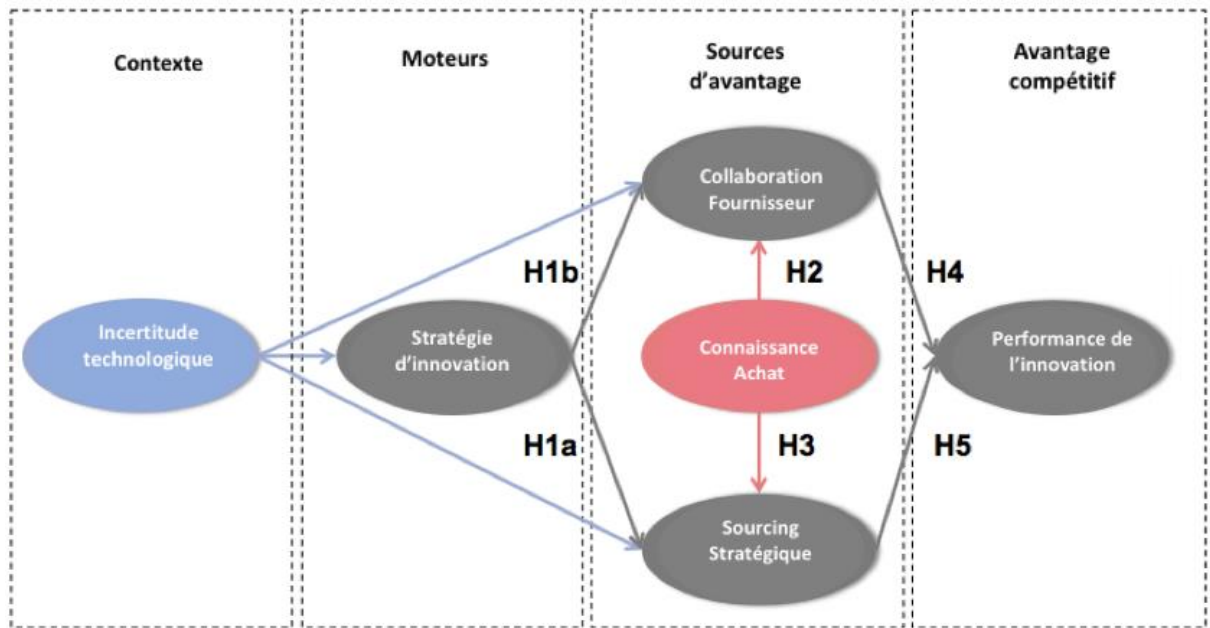 Contexte
Moteurs
Sources
d'avantage
Avantage
compétitif
Collaboration
Fournisseur
H1b
H2
H4
Incertitude
technologique
Stratégie
d'innovation
Connaissance
Achat
Performance de
l'innovation
H1a
H3
H5
Sourcing
Stratégique